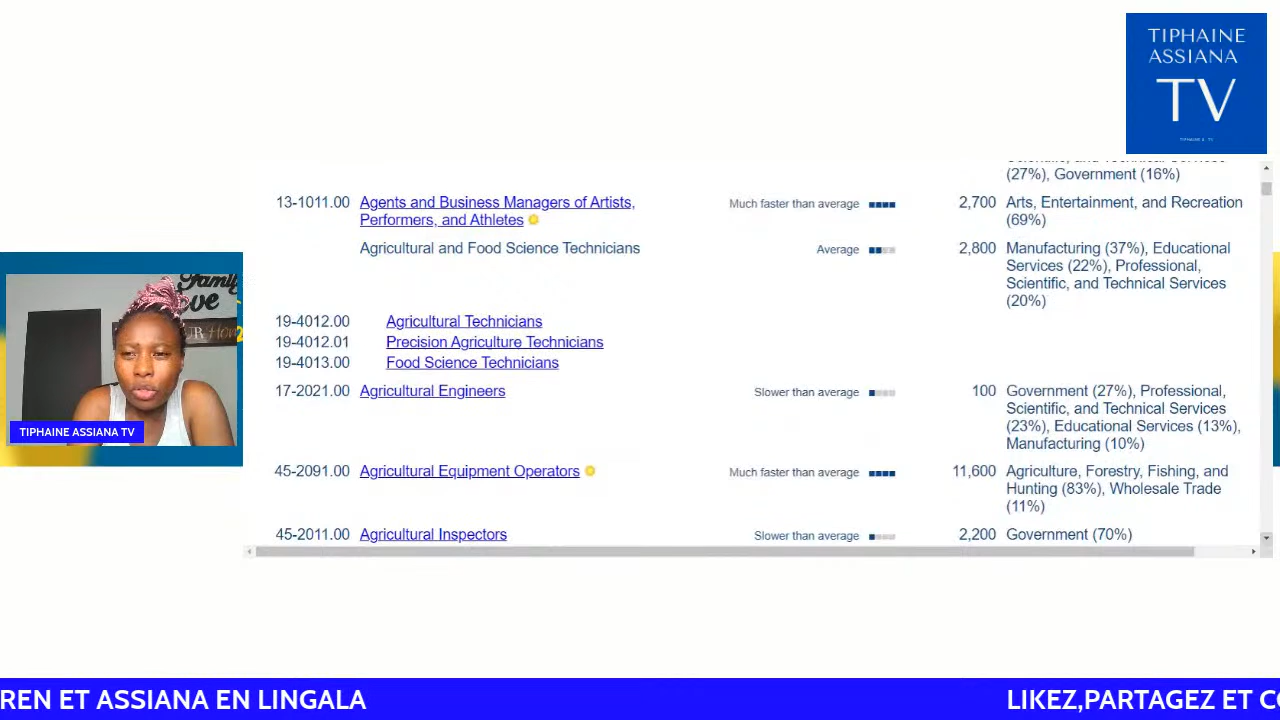 TIPHAINE
ASSIANA
TV
(27%), Government (16%)
13-1011.00 Agents and Business Managers of Artists, Much faster than average 2,700 Arts, Entertainment, and Recreation
Performers, and Athletes (69%)
Agricultural and Food Science Technicians Average 2,800 Manufacturing (37%), Educational
Services (22%), Professional,
Scientific, and Technical Services
(20%)
19-4012.00 Agricultural Technicians
19-4012.01 Precision Agriculture Technicians
19-4013.00 Food Science Technicians
17-2021.00 Agricultural Engineers Slower than average 100 Government (27%), Professional,
Scientific, and Technical Services
(23%), Educational Services (13%),
Manufacturing (10%)
45-2091.00 Agricultural Equipment Operators Much faster than average 11,600 Agriculture, Forestry, Fishing, and
Hunting (83%), Wholesale Trade
(11%)
45-2011.00 Agricultural Inspectors Slower than average 2,200 Government (70%)
Family
TIPHAINE ASSIANA TV
REN ET ASSIANA EN LINGALA
LIKEZ,PARTAGEZ ET